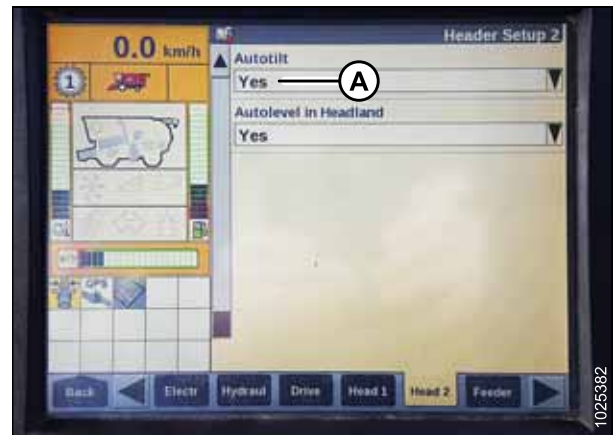 Header Setup 2
0.0 km/h
1
Autotilt
Yes
A
Autolevel in Headland
Yes
GPS
Back
Electr
Hydraul
Drive
Head 1
Head 2
Feeder
1025382